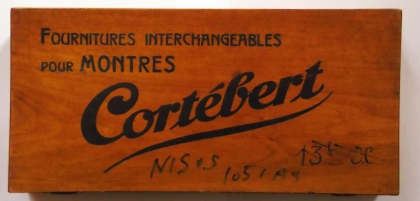 FOURNITURES INTERCHANGEABLES
POUR MONTRES
Cortébert